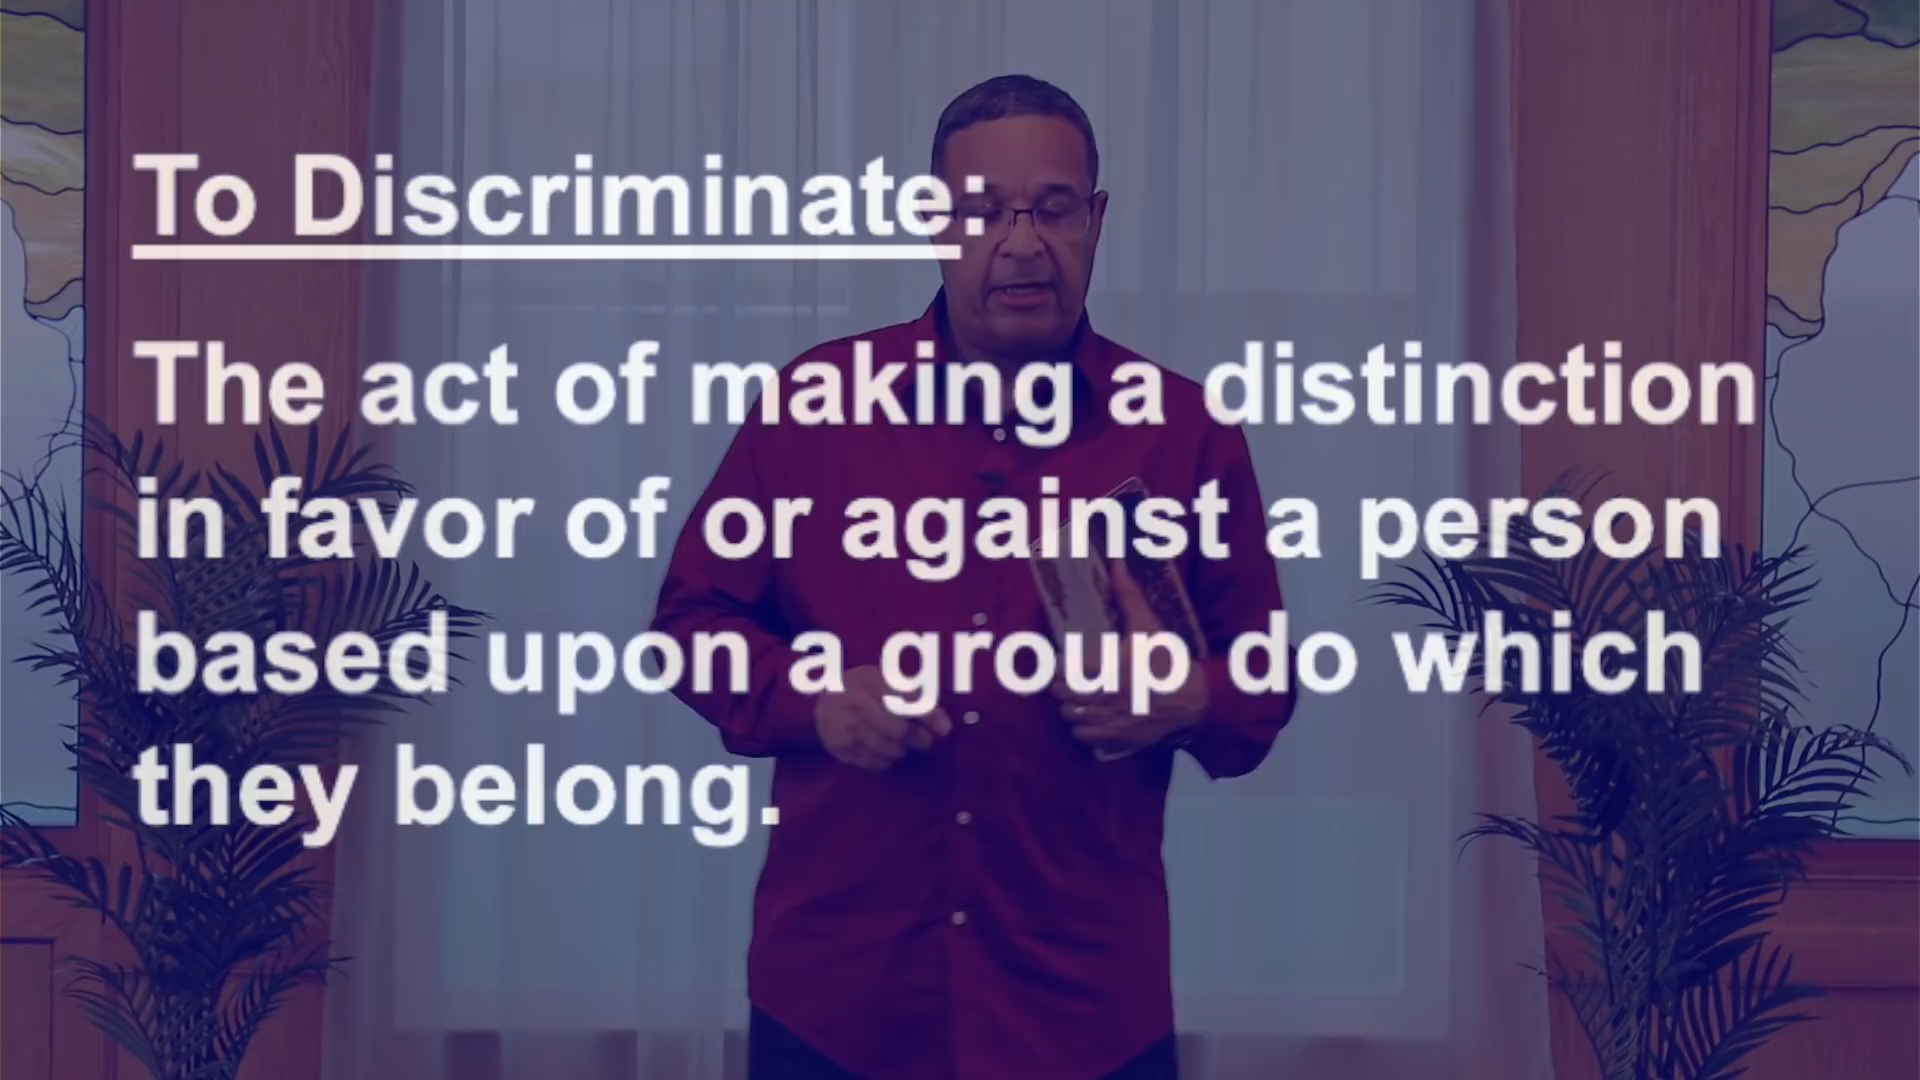 To Discriminate:
The act of making a distinction
in favor of or against a person
based upon a group do which
they belong.